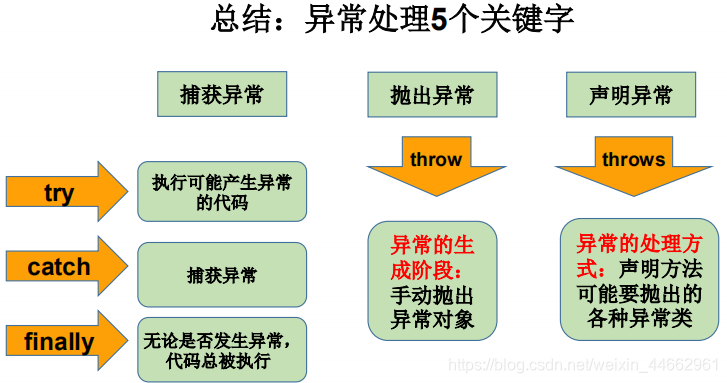 总结：异常处理5个关键字
捕获异常
抛出异常
声明异常
throw
throws
try
执行可能产生异常
的代码
catch
捕获异常
finally
无论是否发生异常，
代码总被执行
异常的生
成阶段：
手动抛出
异常对象
异常的处理方
式：声明方法
可能要抛出的
各种异常类
https://blog.csdn.net/weixin_44662961